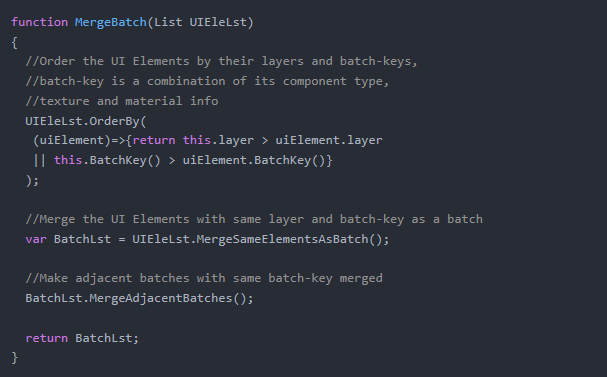 function MergeBatch(List UIEleLst)
{
  //Order the UI Elements by their layers and batch-keys,
  //batch-key is a combination of its component type,
  //texture and material info
  UIEleLst.OrderBy(
   (uiElement)=>{return this.layer > uiElement.layer
   || this.BatchKey() > uiElement.BatchKey()}
  );
  //Merge the UI Elements with same layer and batch-key as a batch
  var BatchLst = UIEleLst.MergeSameElementsAsBatch();
  //Make adjacent batches with same batch-key merged
  BatchLst.MergeAdjacentBatches();
  return BatchLst;
}